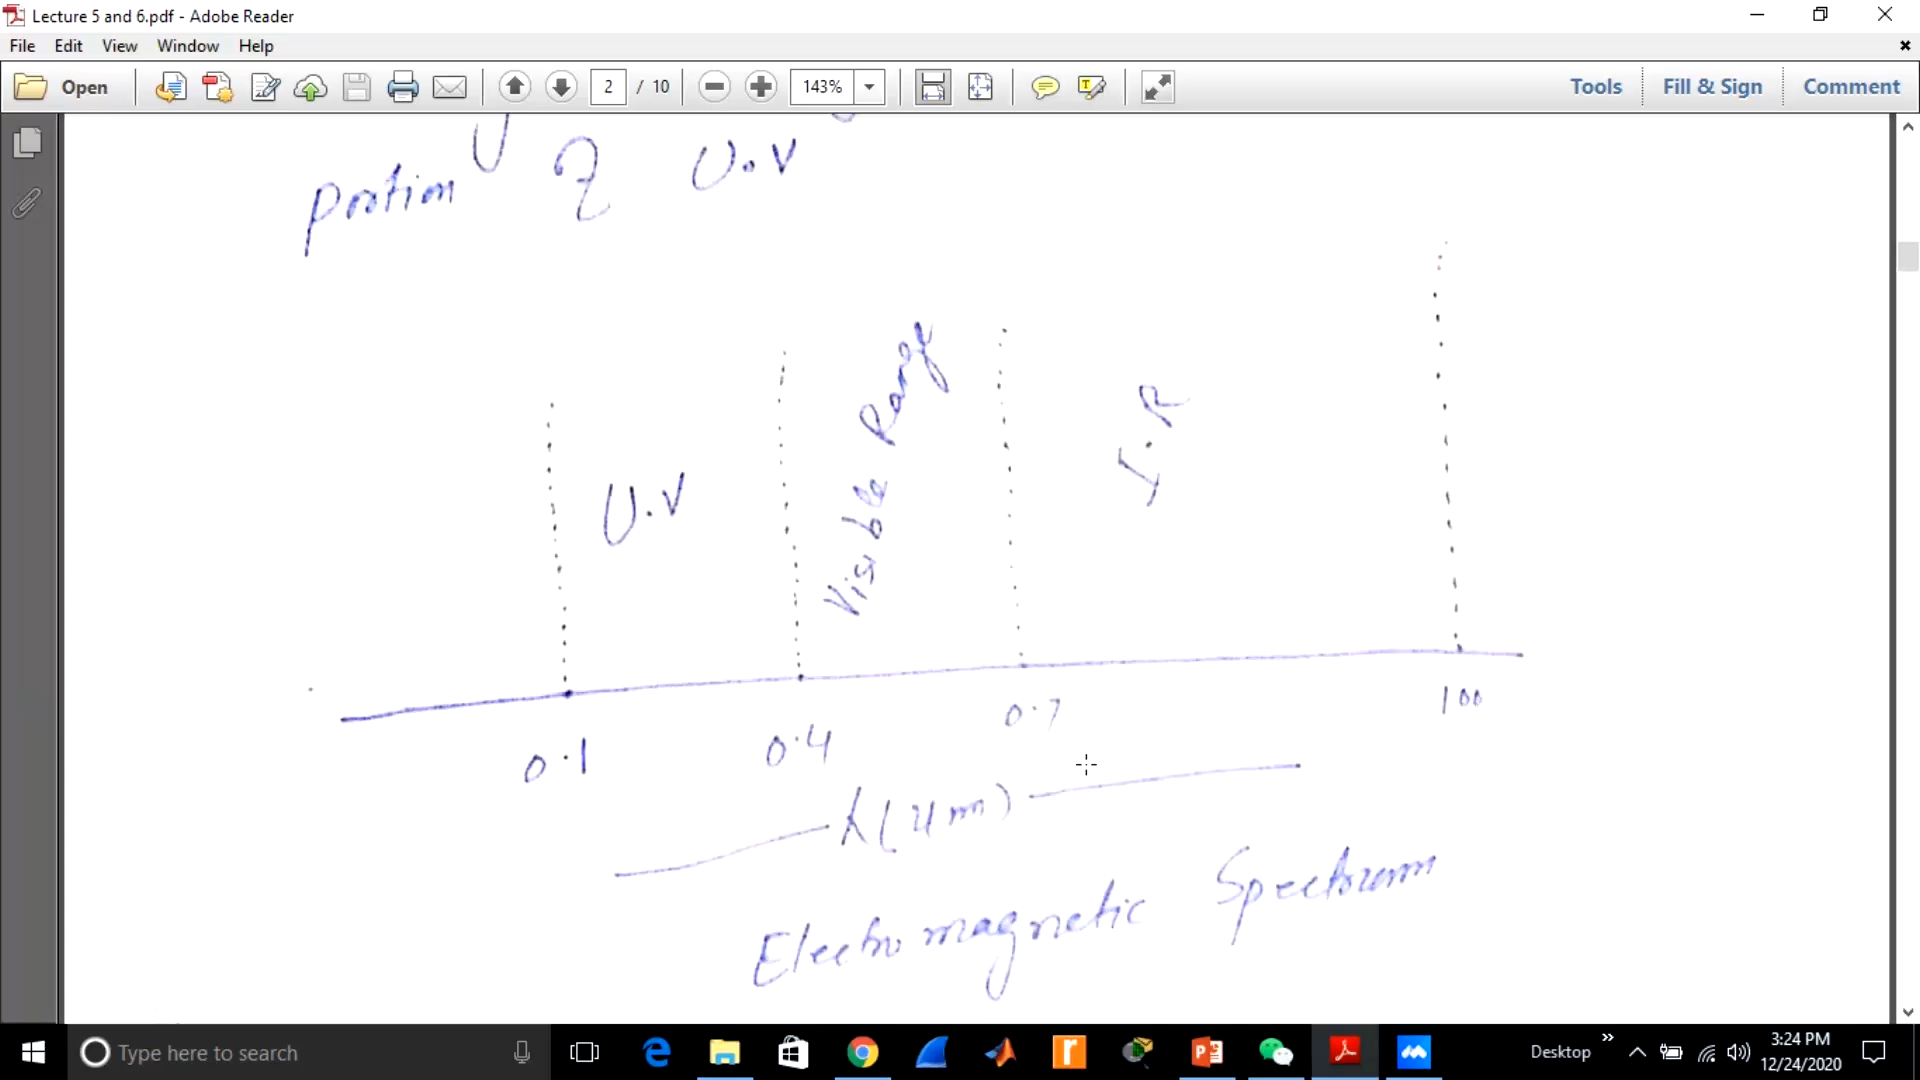 Lecture 5 and 6.pdf - Adobe Reader
File Edit View Window Help
Open 2 / 10 143% Tools Fill & Sign Comment
portion of U.V
U.V
Visible Range
I.R
0.1 0.4 0.7 100
λ(μm)
Electromagnetic Spectrum
Type here to search
Desktop
3:24 PM
12/24/2020